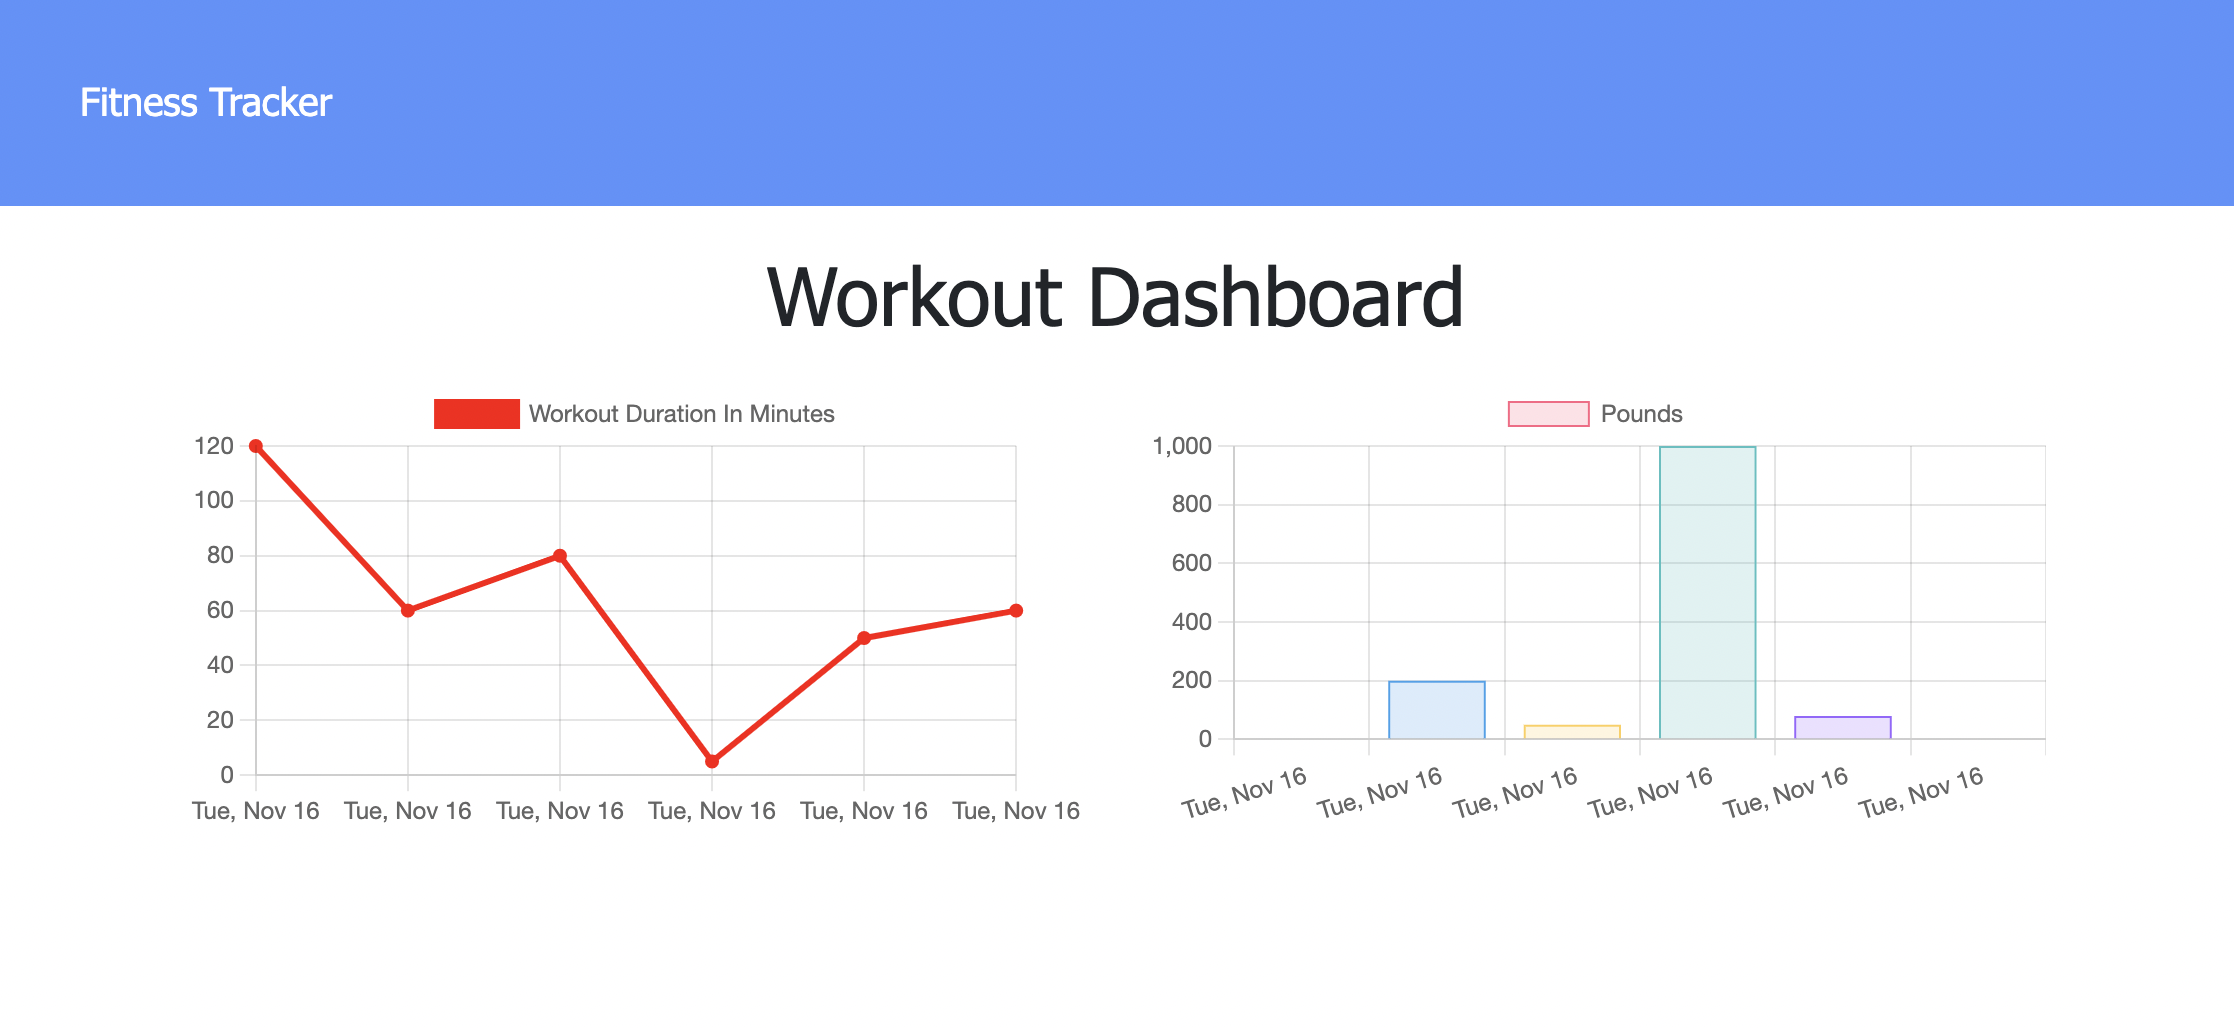 Fitness Tracker
Workout Dashboard
Workout Duration In Minutes
120
100
80
60
40
20
0
Tue, Nov 16 Tue, Nov 16 Tue, Nov 16 Tue, Nov 16 Tue, Nov 16 Tue, Nov 16
Pounds
1,000
800
600
400
200
0
Tue, Nov 16 Tue, Nov 16 Tue, Nov 16 Tue, Nov 16 Tue, Nov 16 Tue, Nov 16